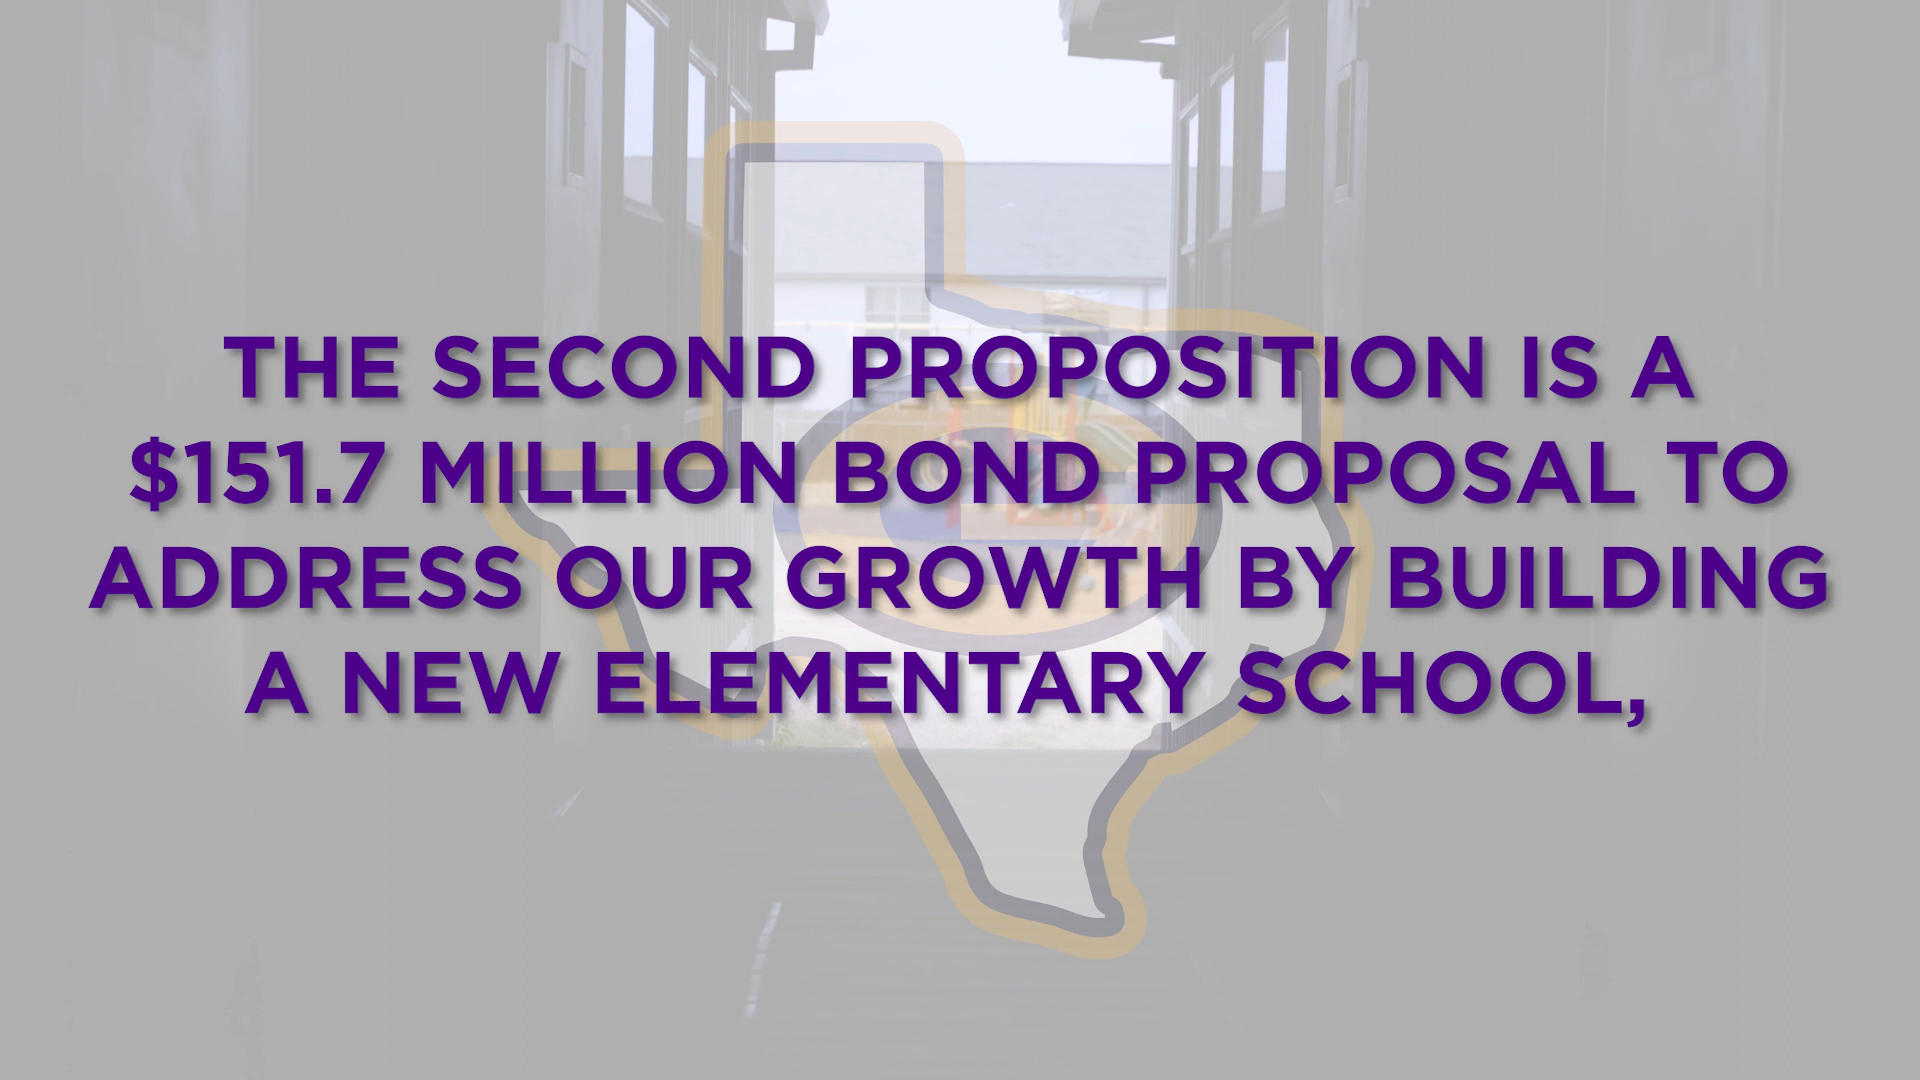 THE SECOND PROPOSITION IS A
$151.7 MILLION BOND PROPOSAL TO
ADDRESS OUR GROWTH BY BUILDING
A NEW ELEMENTARY SCHOOL,